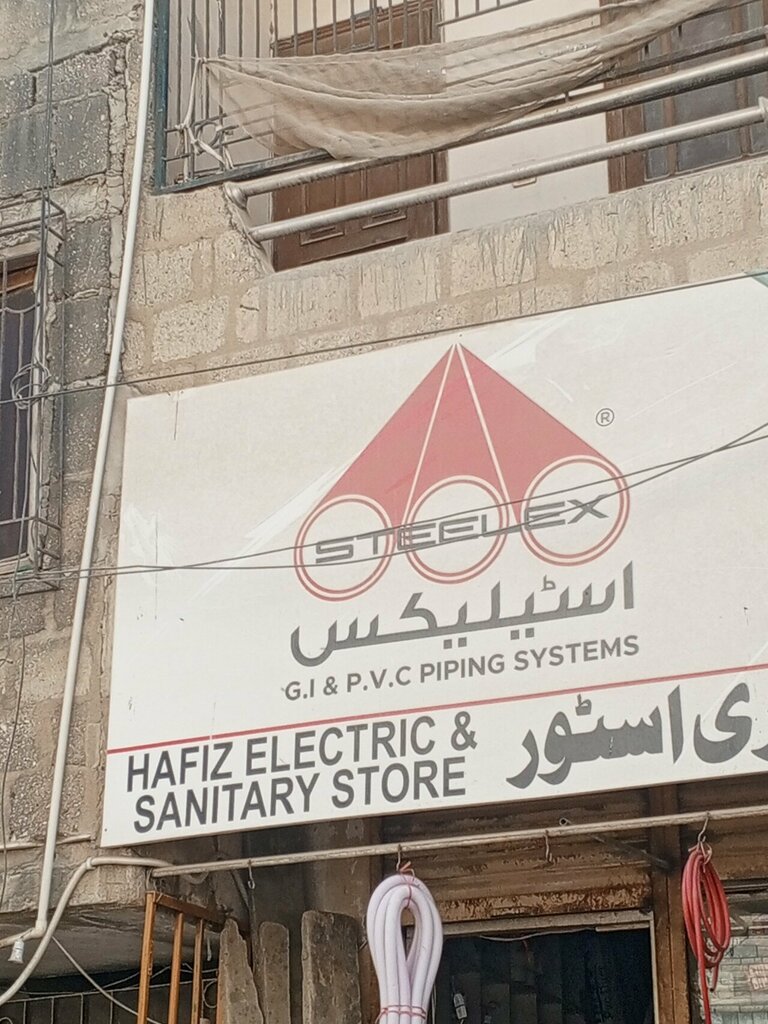 ®
STEELEX
اسٹیلیکس
G.I & P.V.C PIPING SYSTEMS
HAFIZ ELECTRIC &
SANITARY STORE
اسٹور